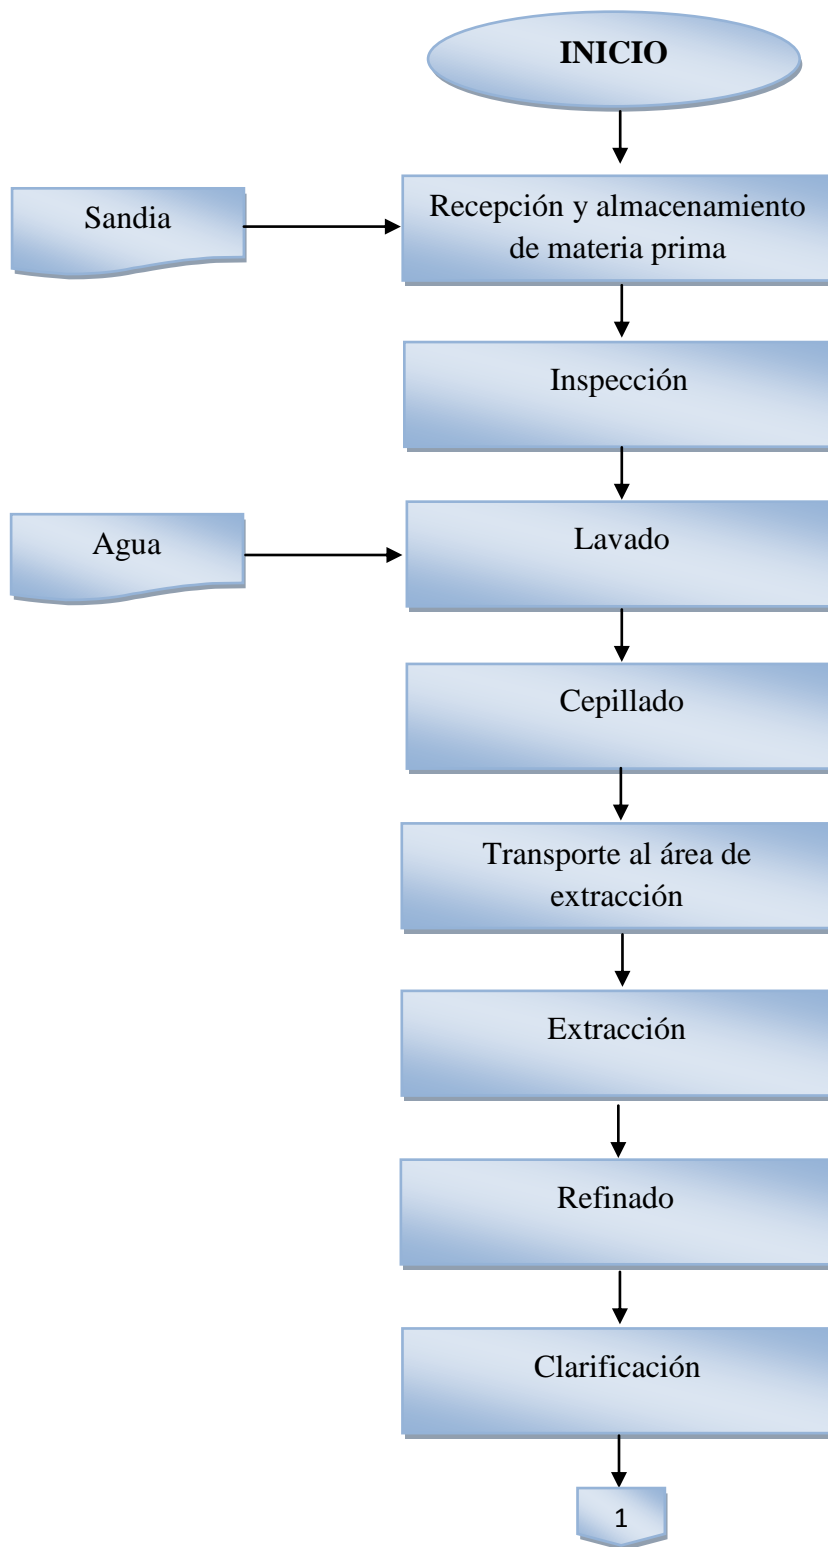 INICIO
Sandia
Recepción y almacenamiento
de materia prima
Inspección
Agua
Lavado
Cepillado
Transporte al área de
extracción
Extracción
Refinado
Clarificación
1